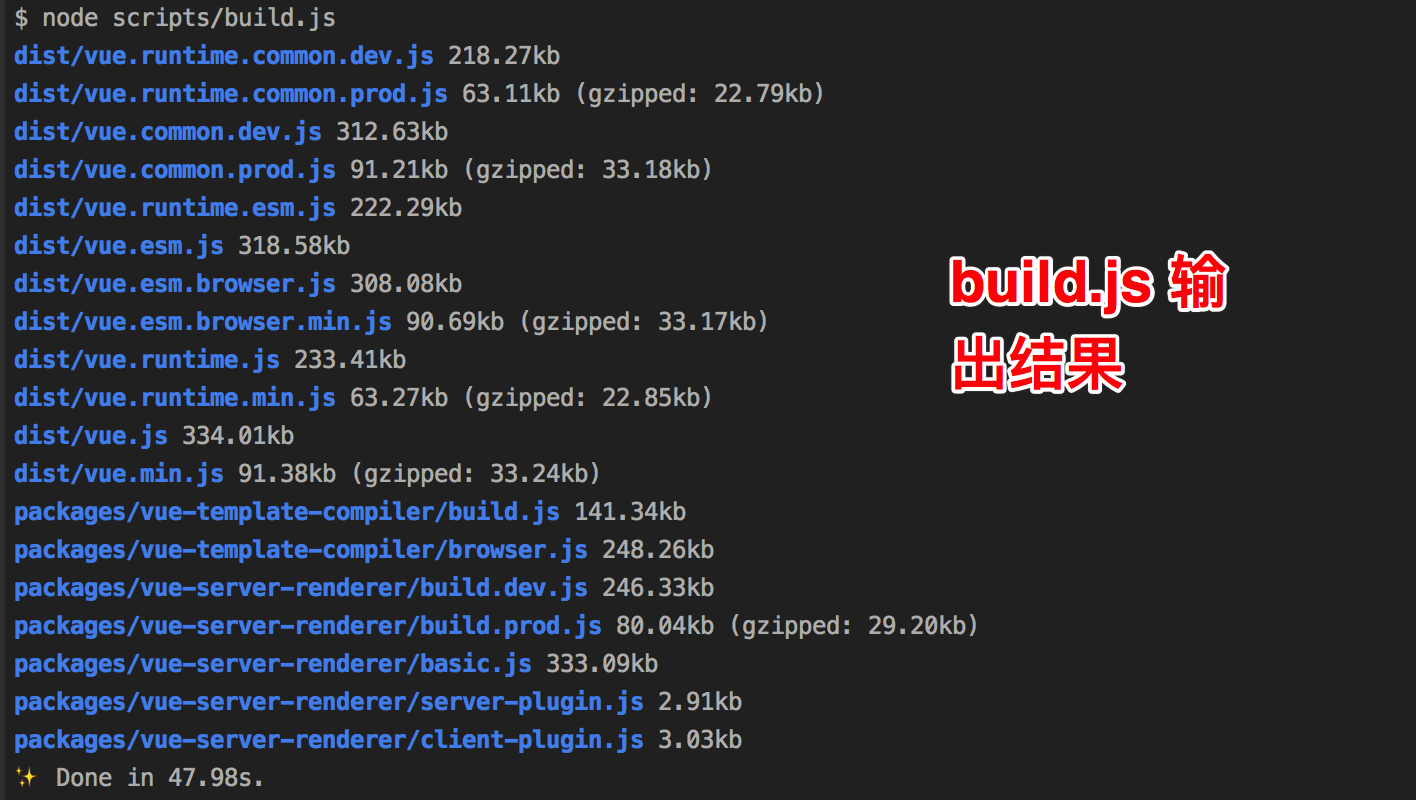 $ node scripts/build.js
dist/vue.runtime.common.dev.js 218.27kb
dist/vue.runtime.common.prod.js 63.11kb (gzipped: 22.79kb)
dist/vue.common.dev.js 312.63kb
dist/vue.common.prod.js 91.21kb (gzipped: 33.18kb)
dist/vue.runtime.esm.js 222.29kb
dist/vue.esm.js 318.58kb
dist/vue.esm.browser.js 308.08kb
dist/vue.esm.browser.min.js 90.69kb (gzipped: 33.17kb)
dist/vue.runtime.js 233.41kb
dist/vue.runtime.min.js 63.27kb (gzipped: 22.85kb)
dist/vue.js 334.01kb
dist/vue.min.js 91.38kb (gzipped: 33.24kb)
packages/vue-template-compiler/build.js 141.34kb
packages/vue-template-compiler/browser.js 248.26kb
packages/vue-server-renderer/build.dev.js 246.33kb
packages/vue-server-renderer/build.prod.js 80.04kb (gzipped: 29.20kb)
packages/vue-server-renderer/basic.js 333.09kb
packages/vue-server-renderer/server-plugin.js 2.91kb
packages/vue-server-renderer/client-plugin.js 3.03kb
✨ Done in 47.98s.
build.js 输
出结果